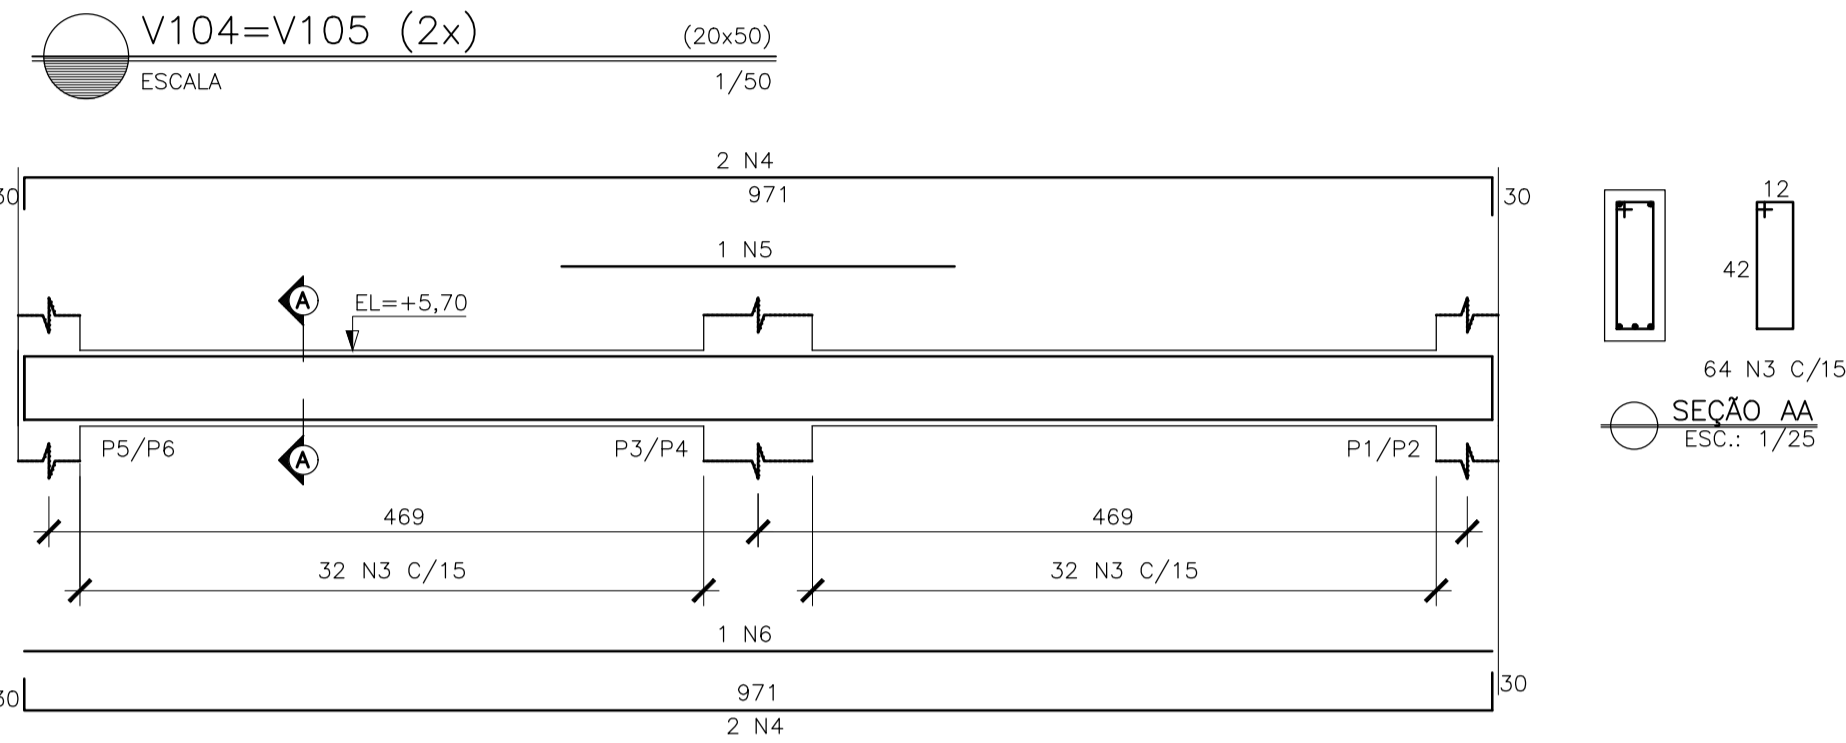 V104=V105 (2x) (20x50)
ESCALA 1/50
2 N4
30 971 30
12
1 N5
42
A EL=+5,70
64 N3 C/15
SEÇÃO AA
ESC.: 1/25
P5/P6 A P3/P4 P1/P2
469 469
32 N3 C/15 32 N3 C/15
1 N6
30 971 30
2 N4